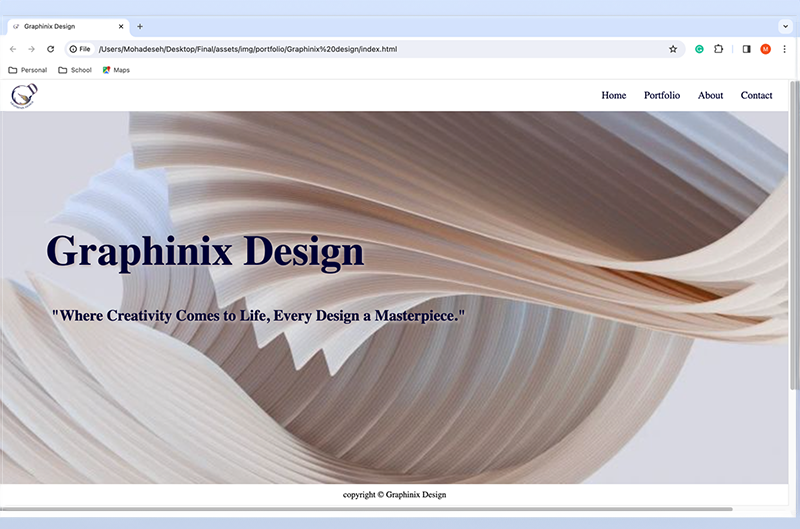 Graphinix Design
File
/Users/Mohadeseh/Desktop/Final/assets/img/portfolio/Graphinix%20design/index.html
M
Personal School Maps
Home Portfolio About Contact
Graphinix Design
"Where Creativity Comes to Life, Every Design a Masterpiece."
copyright © Graphinix Design